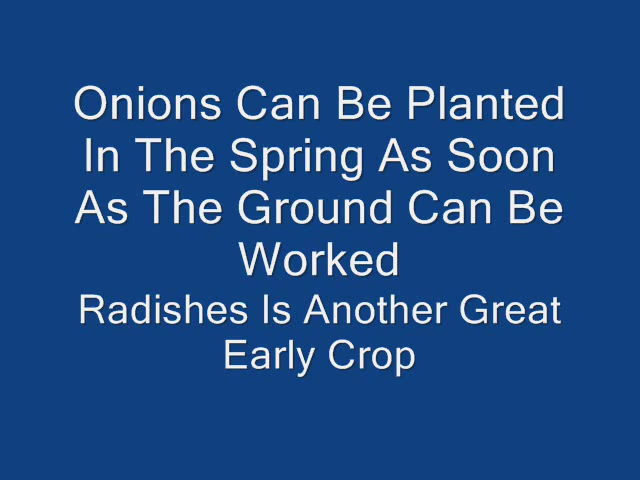 Onions Can Be Planted
In The Spring As Soon
As The Ground Can Be
Worked
Radishes Is Another Great
Early Crop